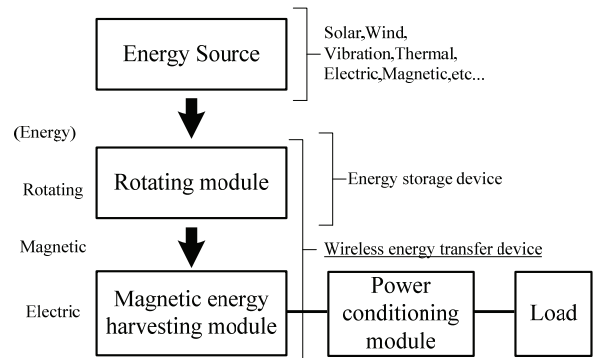 Energy Source
Solar,Wind,
Vibration,Thermal,
Electric,Magnetic,etc...
(Energy)
Rotating
Rotating module
Energy storage device
Magnetic
Wireless energy transfer device
Electric
Magnetic energy
harvesting module
Power
conditioning
module
Load